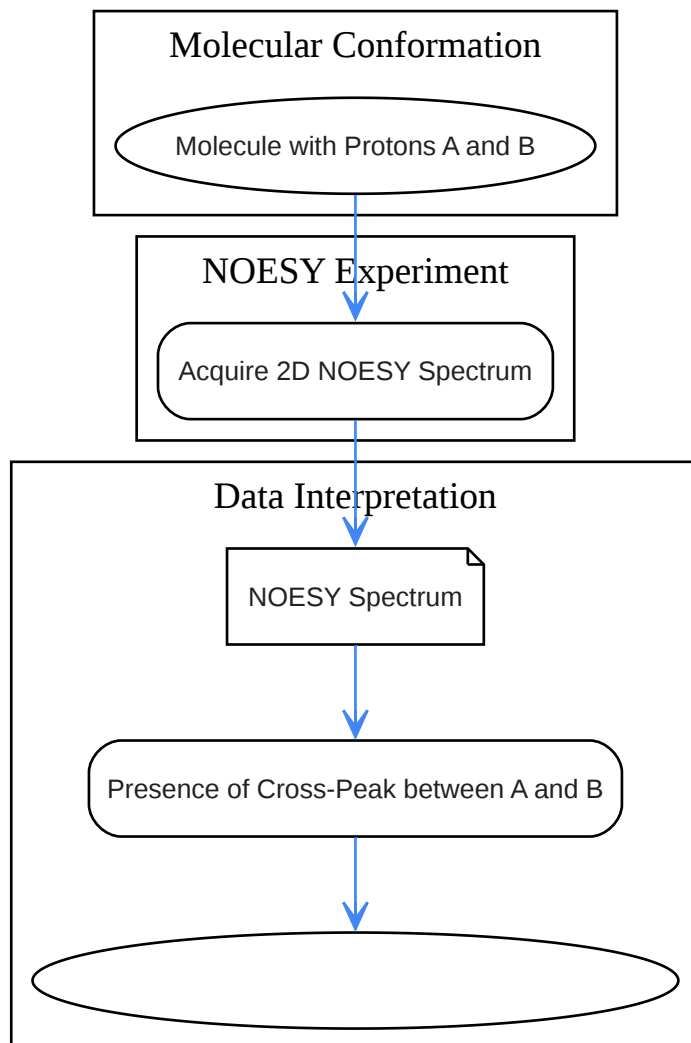 Molecular Conformation
Molecule with Protons A and B
NOESY Experiment
Acquire 2D NOESY Spectrum
Data Interpretation
NOESY Spectrum
Presence of Cross-Peak between A and B